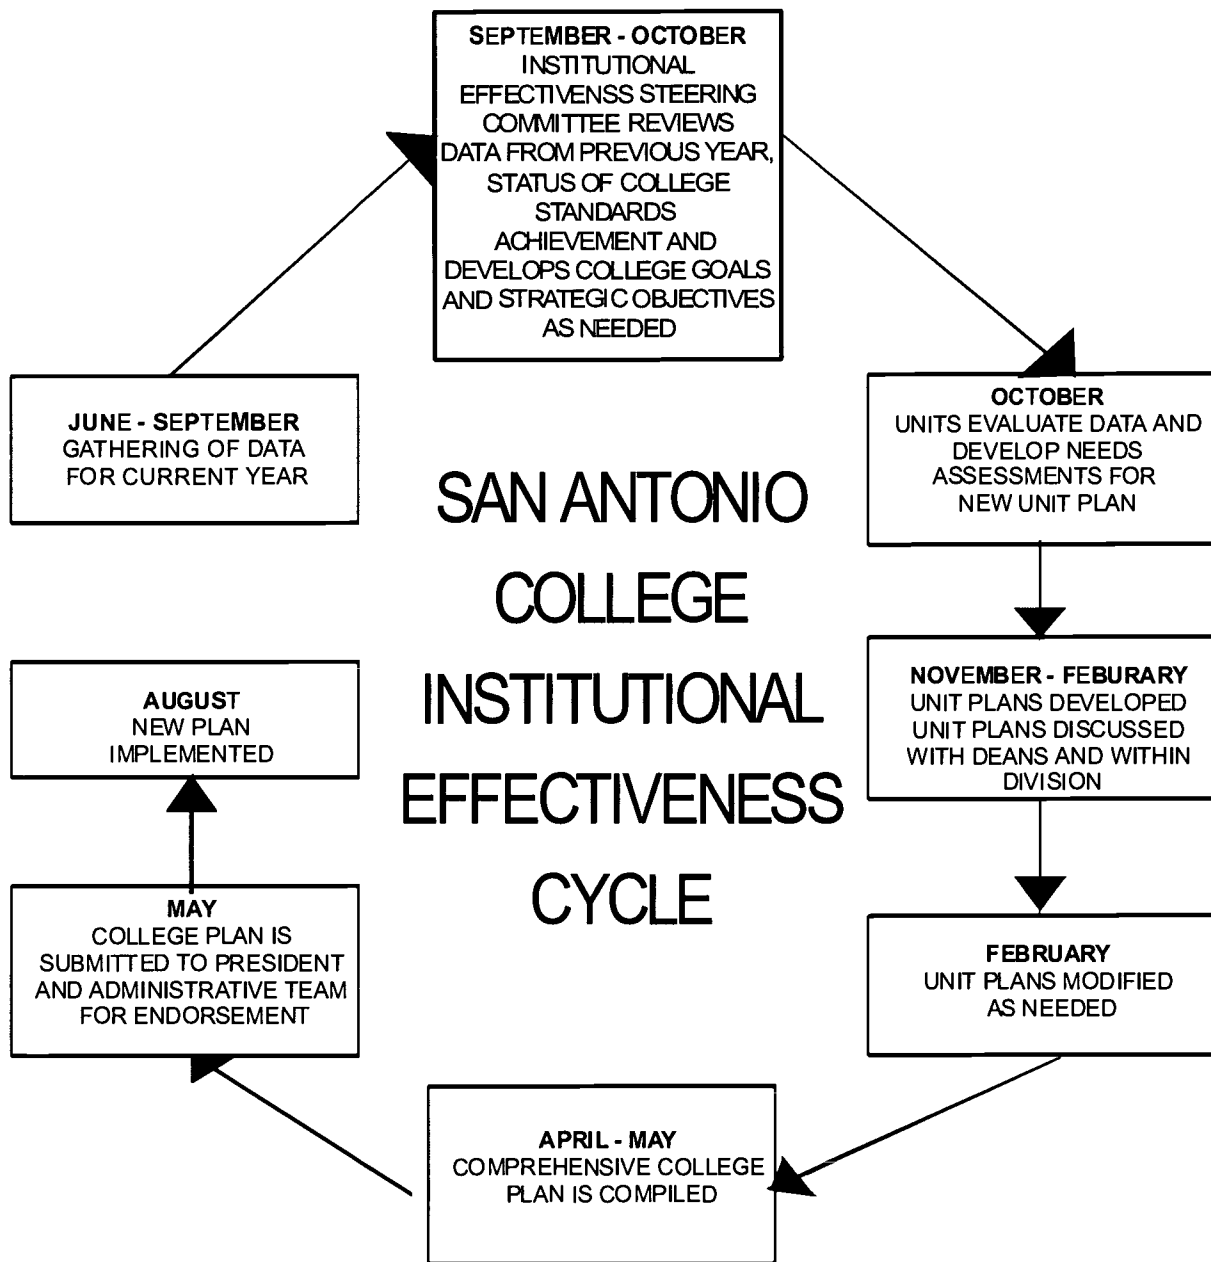 SEPTEMBER - OCTOBER
INSTITUTIONAL
EFFECTIVENSS STEERING
COMMITTEE REVIEWS
DATA FROM PREVIOUS YEAR,
STATUS OF COLLEGE
STANDARDS
ACHIEVEMENT AND
DEVELOPS COLLEGE GOALS
AND STRATEGIC OBJECTIVES
AS NEEDED
OCTOBER
UNITS EVALUATE DATA AND
DEVELOP NEEDS
ASSESSMENTS FOR
NEW UNIT PLAN
NOVEMBER - FEBURARY
UNIT PLANS DEVELOPED
UNIT PLANS DISCUSSED
WITH DEANS AND WITHIN
DIVISION
FEBRUARY
UNIT PLANS MODIFIED
AS NEEDED
APRIL - MAY
COMPREHENSIVE COLLEGE
PLAN IS COMPILED
MAY
COLLEGE PLAN IS
SUBMITTED TO PRESIDENT
AND ADMINISTRATIVE TEAM
FOR ENDORSEMENT
AUGUST
NEW PLAN
IMPLEMENTED
JUNE - SEPTEMBER
GATHERING OF DATA
FOR CURRENT YEAR
SAN ANTONIO
COLLEGE
INSTITUTIONAL
EFFECTIVENESS
CYCLE